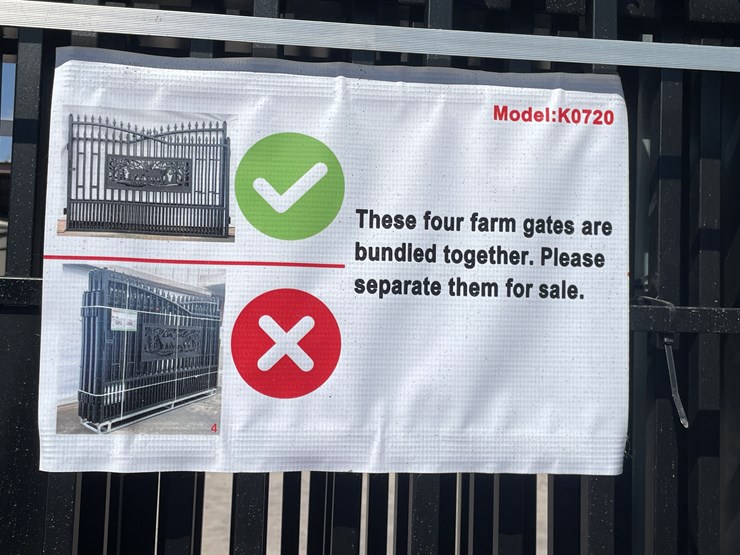 Model:K0720
These four farm gates are
bundled together. Please
separate them for sale.
4